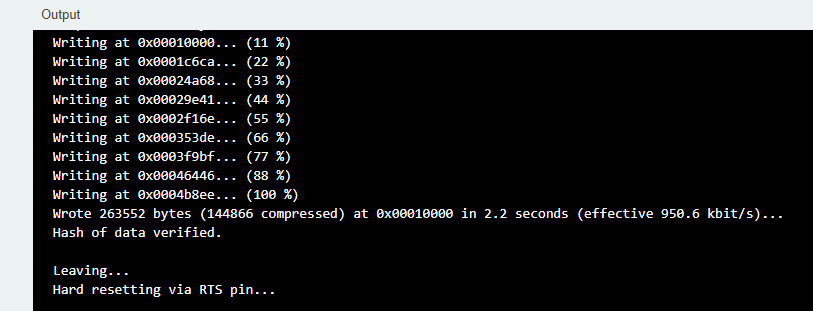 Output
Writing at 0x00010000... (11 %)
Writing at 0x0001c6ca... (22 %)
Writing at 0x00024a68... (33 %)
Writing at 0x00029e41... (44 %)
Writing at 0x0002f16e... (55 %)
Writing at 0x000353de... (66 %)
Writing at 0x0003f9bf... (77 %)
Writing at 0x00046446... (88 %)
Writing at 0x0004b8ee... (100 %)
Wrote 263552 bytes (144866 compressed) at 0x00010000 in 2.2 seconds (effective 950.6 kbit/s)...
Hash of data verified.
Leaving...
Hard resetting via RTS pin...